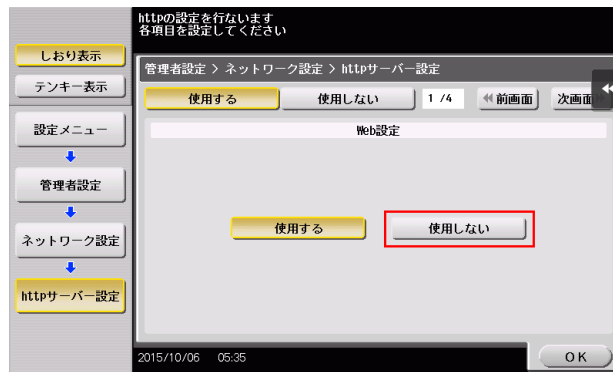 httpの設定を行ないます
各項目を設定してください
しおり表示
テンキー表示
設定メニュー
管理者設定
ネットワーク設定
httpサーバー設定
管理者設定 > ネットワーク設定 > httpサーバー設定
使用する 使用しない 1 /4 前画面 次画面
Web設定
使用する 使用しない
2015/10/06 05:35
OK